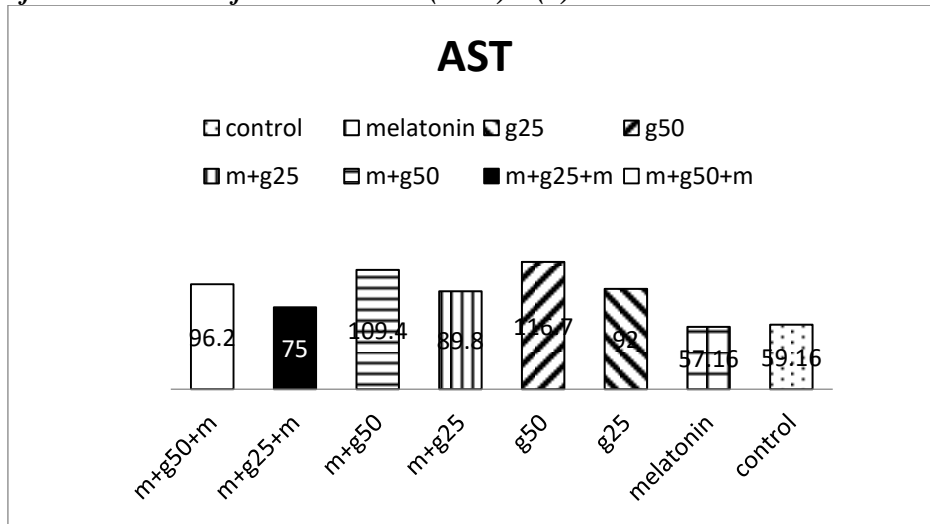 AST
control melatonin g25 g50
m+g25 m+g50 m+g25+m m+g50+m
96.2 75 109.4 89.8 116.7 92 57.16 59.16
m+g50+m m+g25+m m+g50 m+g25 g50 g25 melatonin control